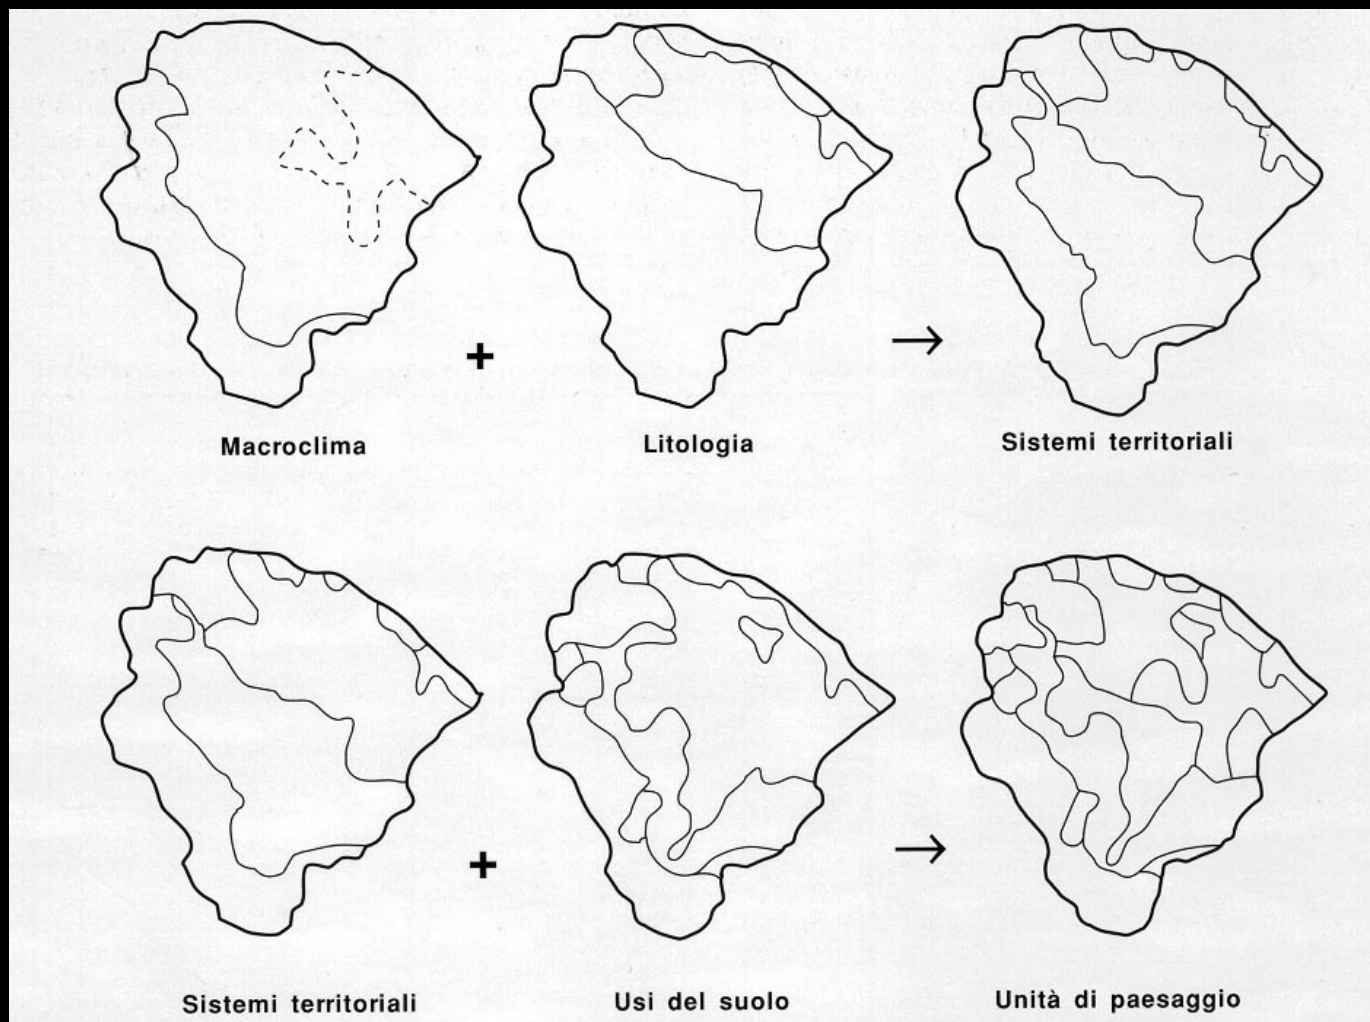 +
→
Macroclima
Litologia
Sistemi territoriali
+
→
Sistemi territoriali
Usi del suolo
Unità di paesaggio